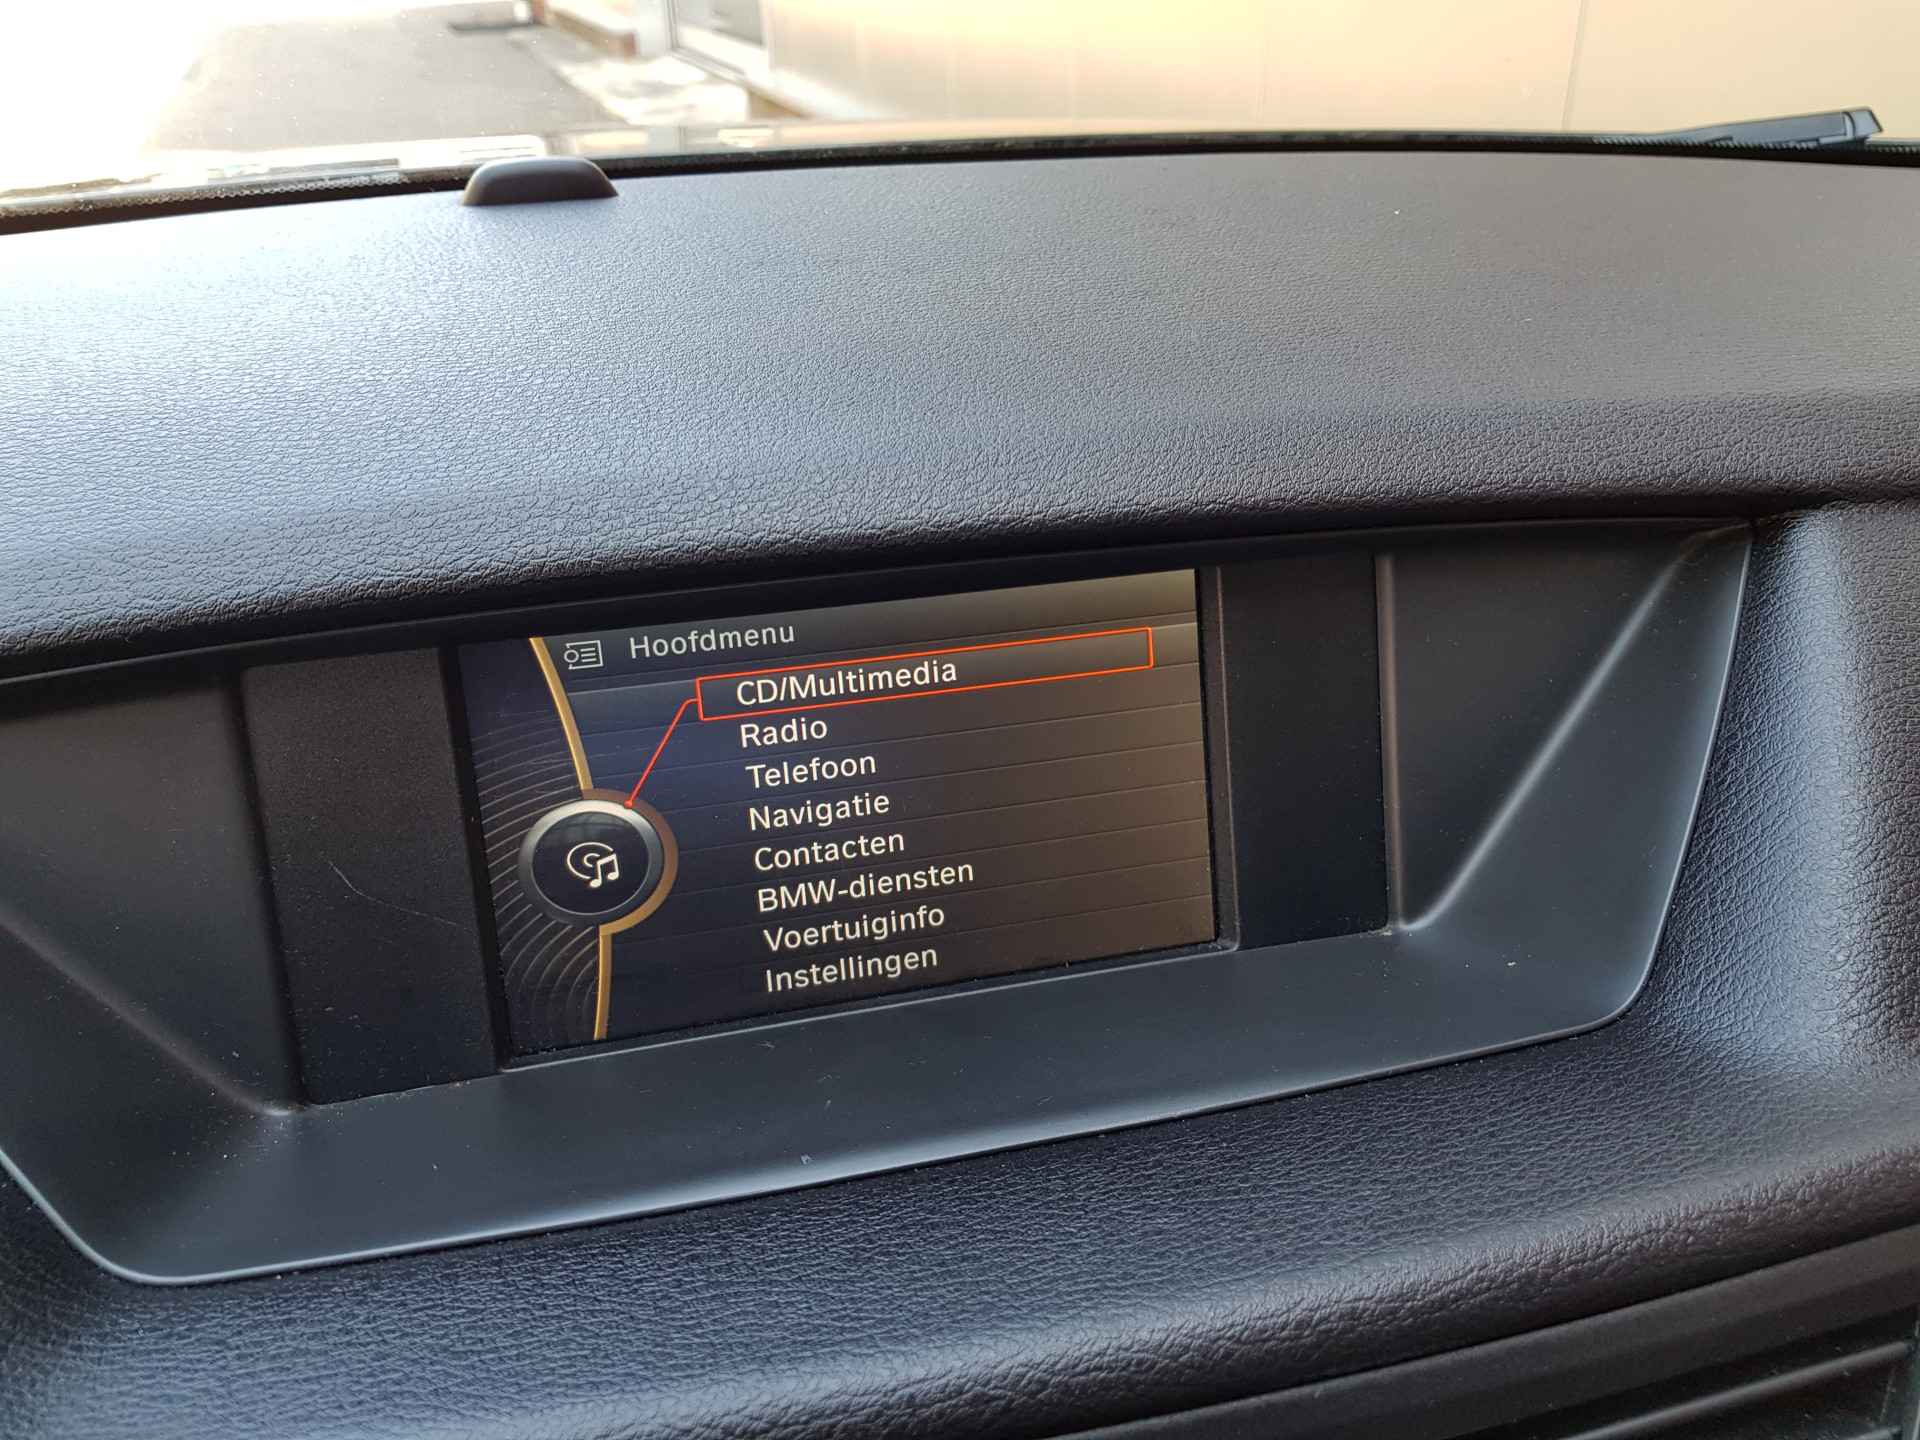 Hoofdmenu
CD/Multimedia
Radio
Telefoon
Navigatie
Contacten
BMW-diensten
Voertuiginfo
Instellingen